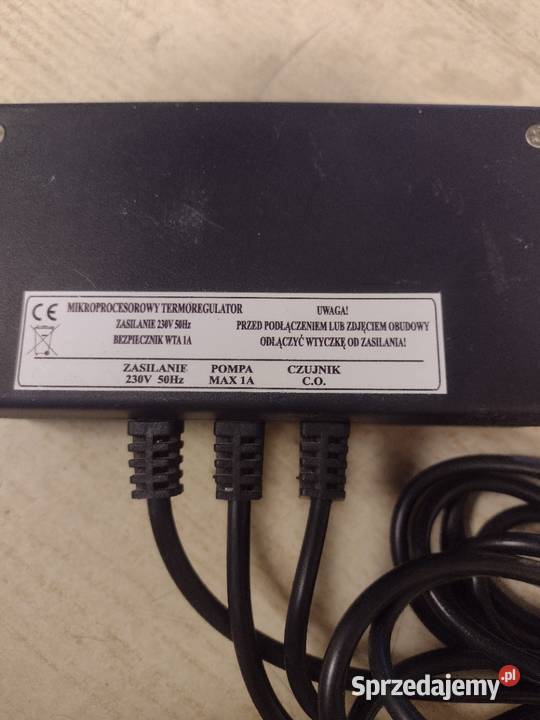 CE
MIKROPROCESOROWY TERMOREGULATOR
ZASILANIE 230V 50Hz
BEZPIECZNIK WTA 1A
UWAGA!
PRZED PODŁĄCZENIEM LUB ZDJĘCIEM OBUDOWY
ODŁĄCZYĆ WTYCZKĘ OD ZASILANIA!
ZASILANIE
230V 50Hz
POMPA
MAX 1A
CZUJNIK
C.O.
Sprzedajemy.pl